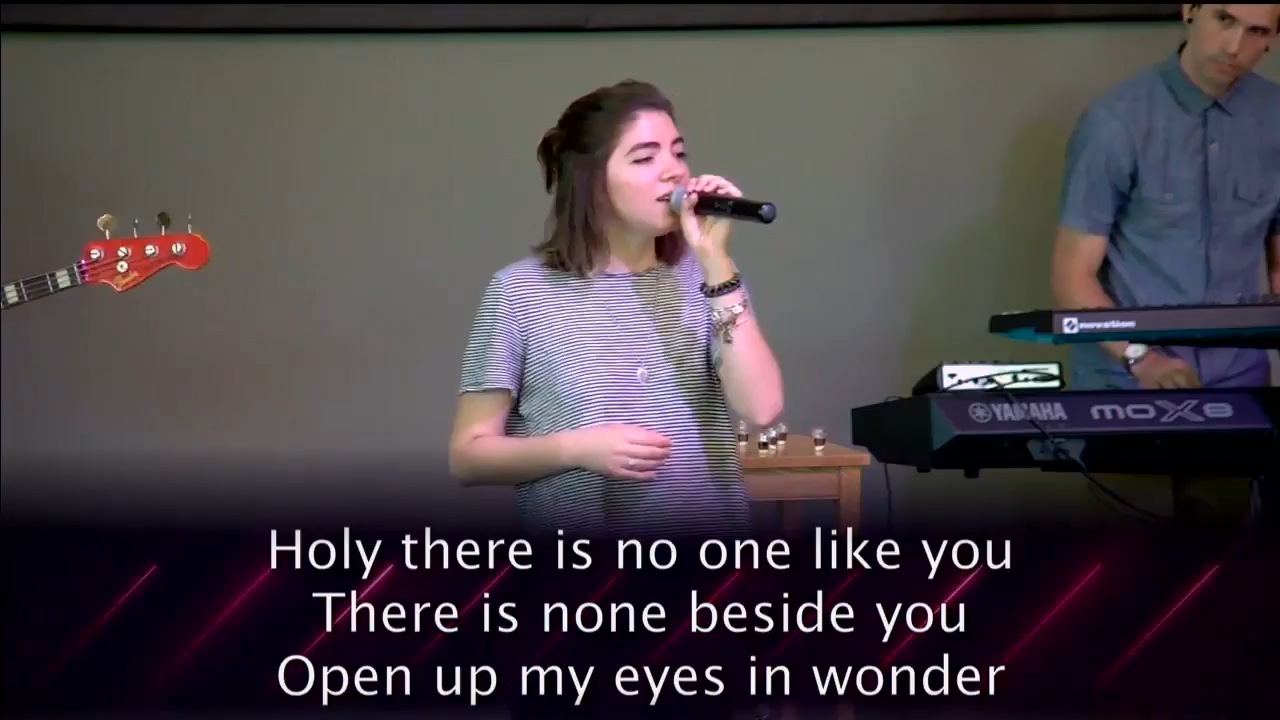 novation
YAMAHA MOX8
Holy there is no one like you
There is none beside you
Open up my eyes in wonder